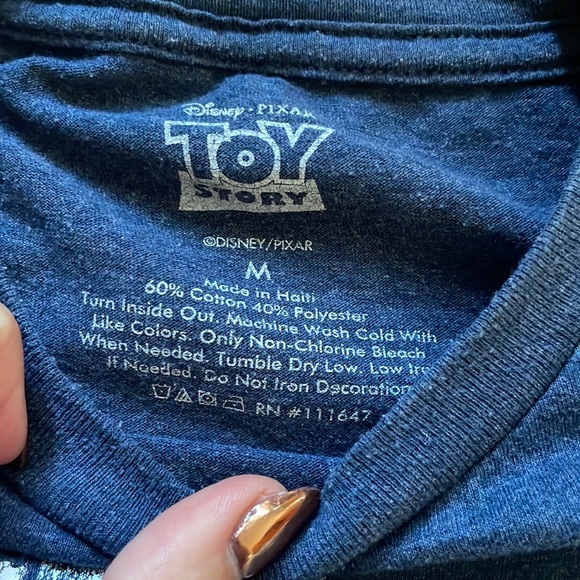 Disney · PIXAR
TOY
STORY
©DISNEY/PIXAR
M
Made in Haiti
60% Cotton 40% Polyester
Turn Inside Out. Machine Wash Cold With
Like Colors. Only Non-Chlorine Bleach
When Needed. Tumble Dry Low. Low Iron
If Needed. Do Not Iron Decoration
RN #111647